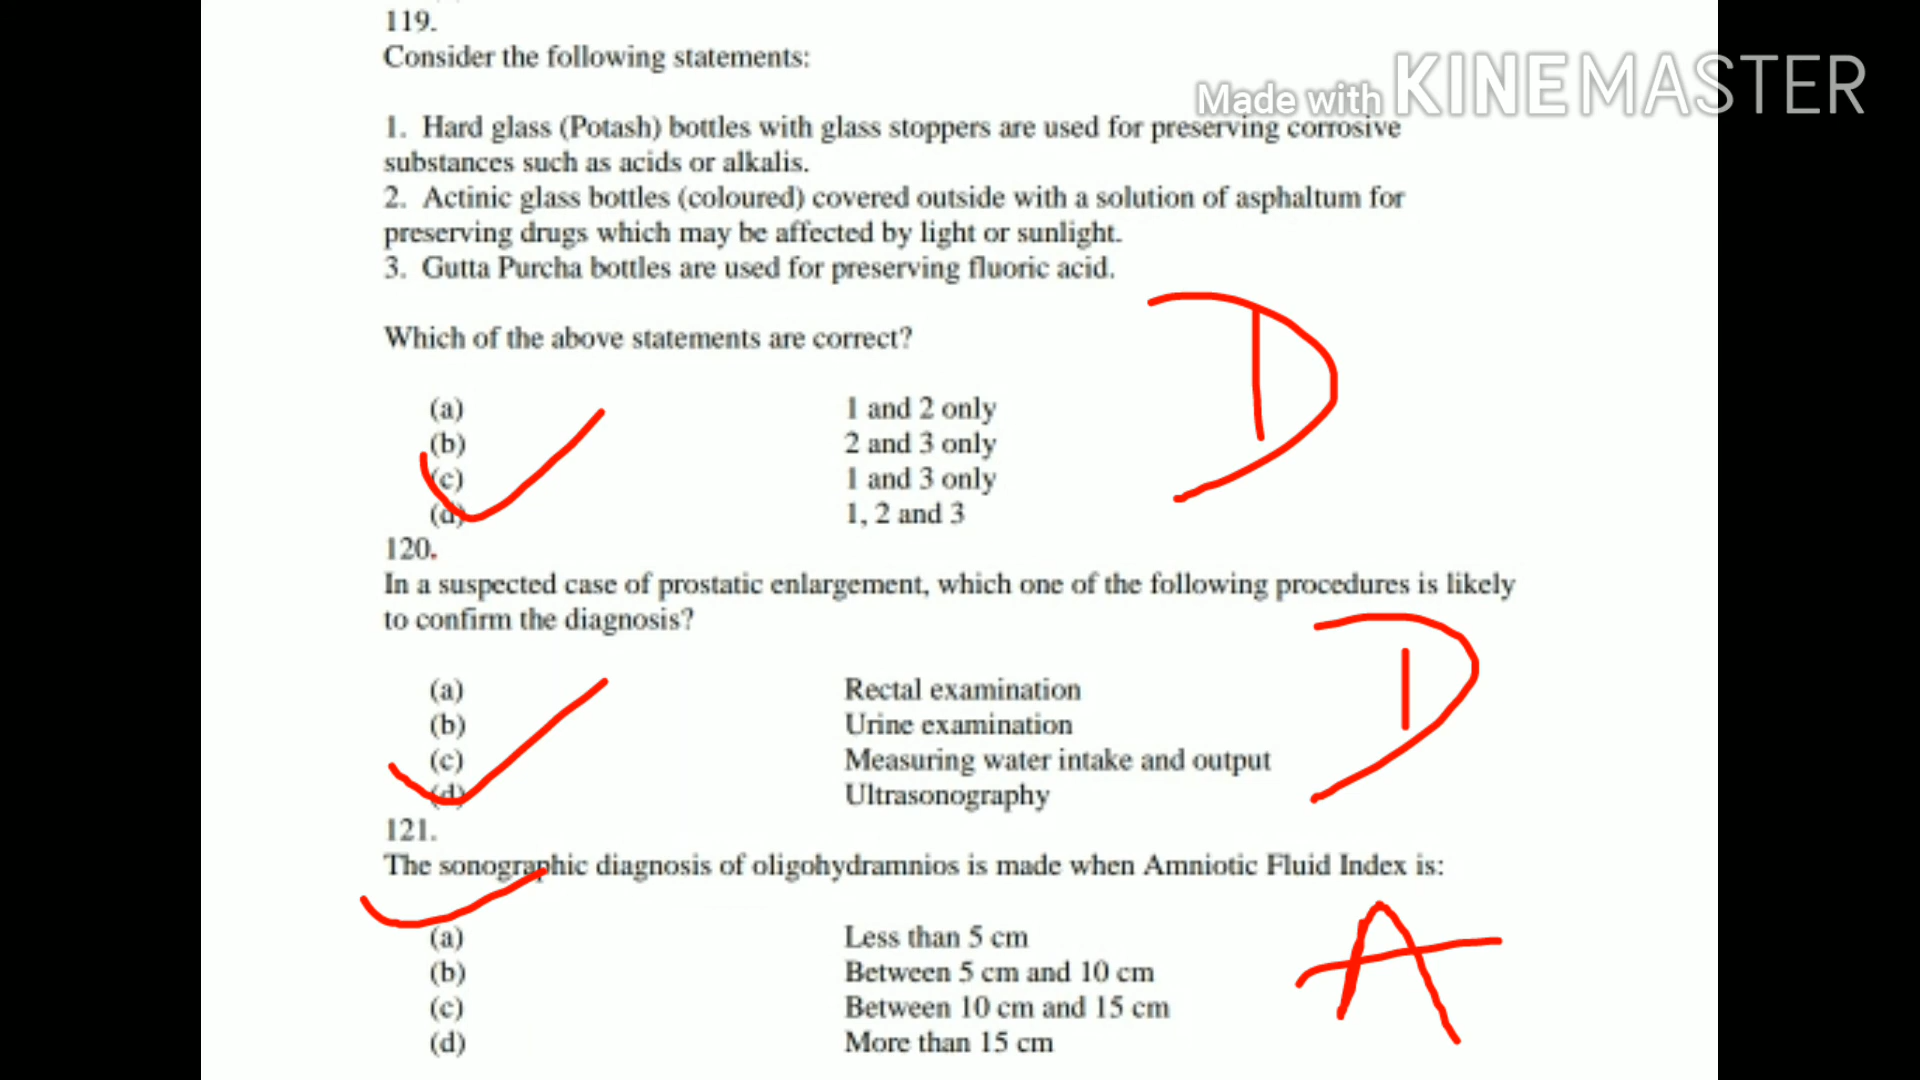 119.
Consider the following statements:
Made with KINEMASTER
1. Hard glass (Potash) bottles with glass stoppers are used for preserving corrosive
substances such as acids or alkalis.
2. Actinic glass bottles (coloured) covered outside with a solution of asphaltum for
preserving drugs which may be affected by light or sunlight.
3. Gutta Purcha bottles are used for preserving fluoric acid.
Which of the above statements are correct?
D
(a) 1 and 2 only
(b) 2 and 3 only
(c) 1 and 3 only
(d) 1, 2 and 3
120.
In a suspected case of prostatic enlargement, which one of the following procedures is likely
to confirm the diagnosis?
D
(a) Rectal examination
(b) Urine examination
(c) Measuring water intake and output
(d) Ultrasonography
121.
The sonographic diagnosis of oligohydramnios is made when Amniotic Fluid Index is:
A
(a) Less than 5 cm
(b) Between 5 cm and 10 cm
(c) Between 10 cm and 15 cm
(d) More than 15 cm